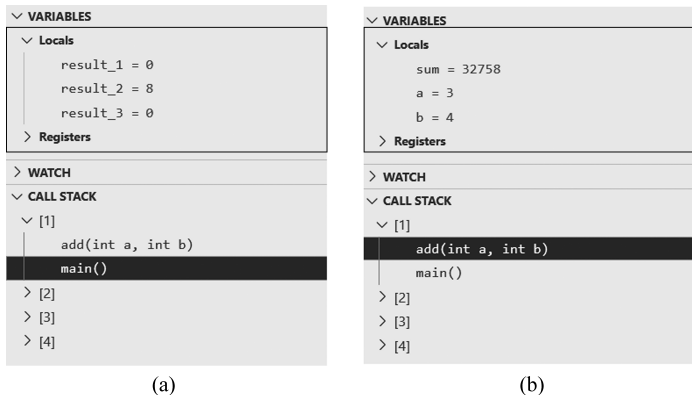 VARIABLES
Locals
result_1 = 0
result_2 = 8
result_3 = 0
Registers
WATCH
CALL STACK
[1]
add(int a, int b)
main()
[2]
[3]
[4]
(a)
VARIABLES
Locals
sum = 32758
a = 3
b = 4
Registers
WATCH
CALL STACK
[1]
add(int a, int b)
main()
[2]
[3]
[4]
(b)